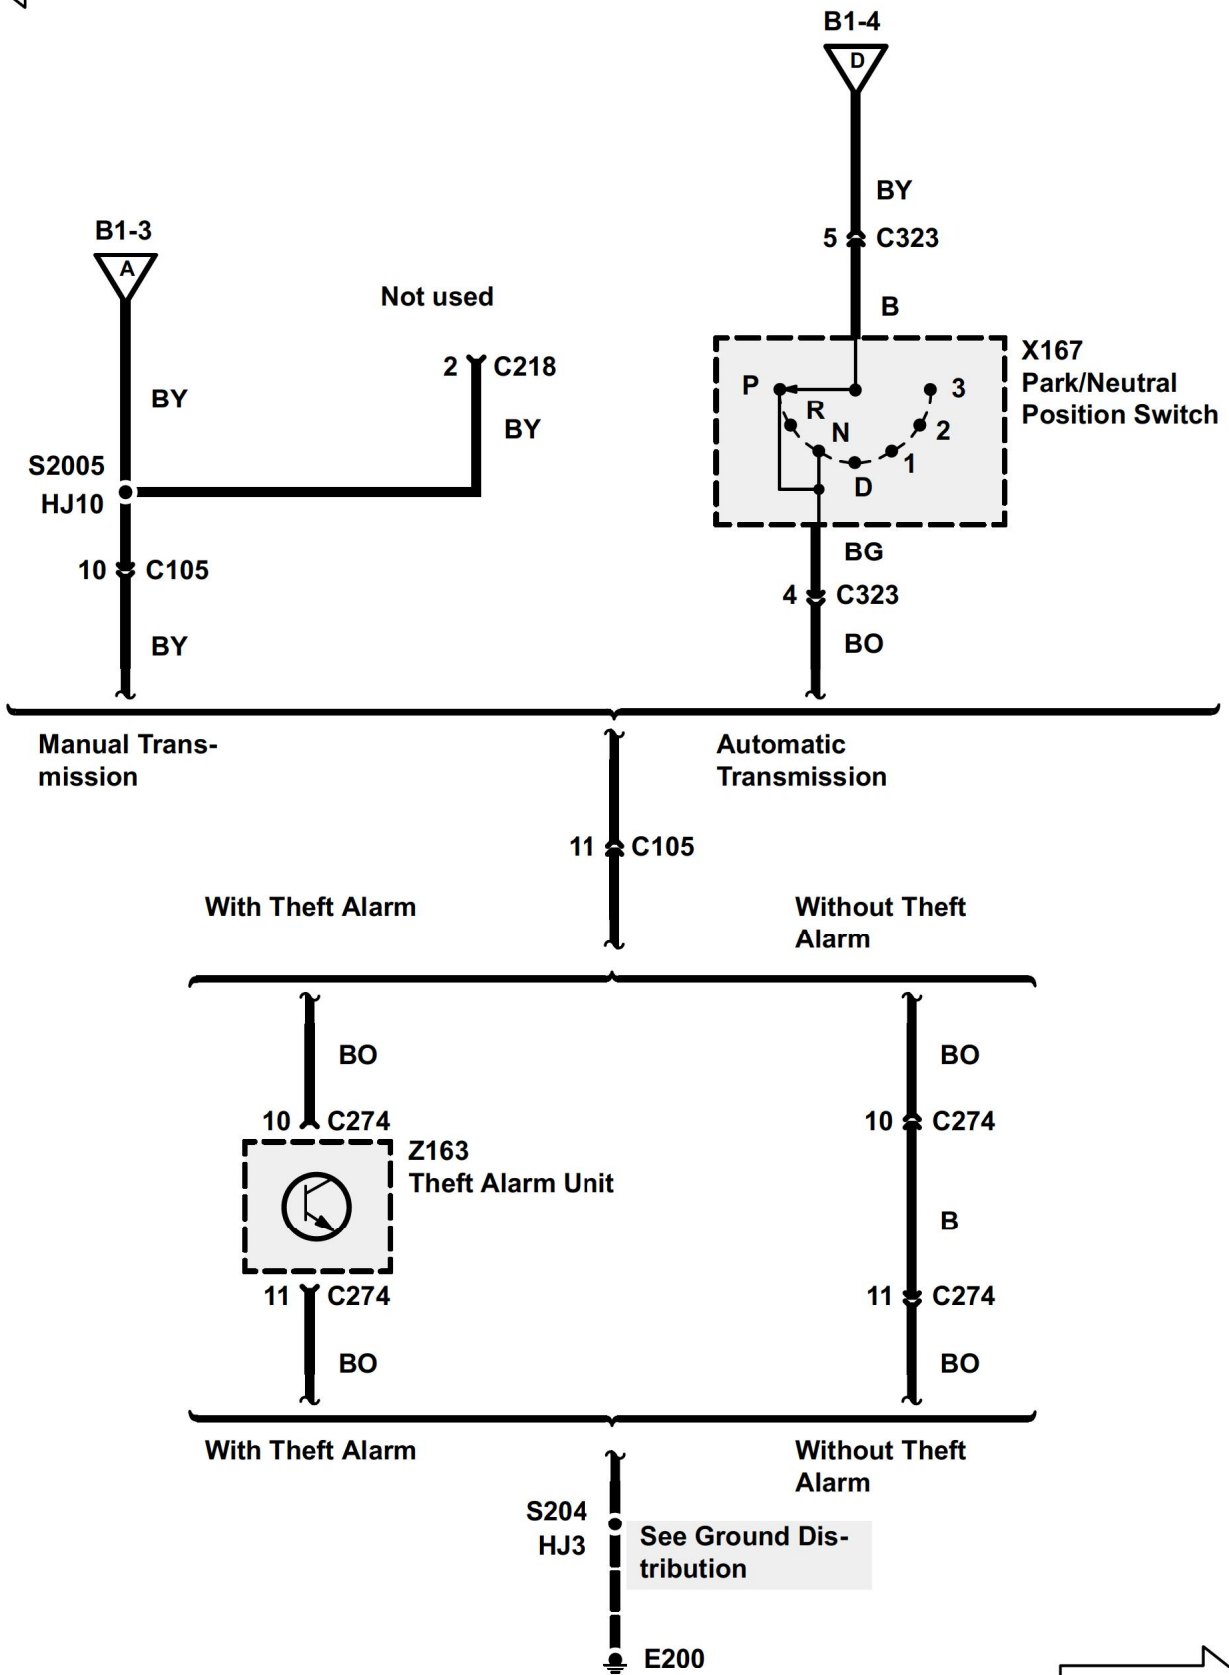 B1-4
D
BY
5 C323
B
B1-3
A
Not used
2 C218
BY
BY
S2005
HJ10
10 C105
BY
X167
Park/Neutral
Position Switch
P
R
N
D
1
2
3
BG
4 C323
BO
Manual Trans-
mission
Automatic
Transmission
11 C105
With Theft Alarm
Without Theft
Alarm
BO
10 C274
Z163
Theft Alarm Unit
11 C274
BO
BO
10 C274
B
11 C274
BO
With Theft Alarm
Without Theft
Alarm
S204
HJ3
See Ground Dis-
tribution
E200